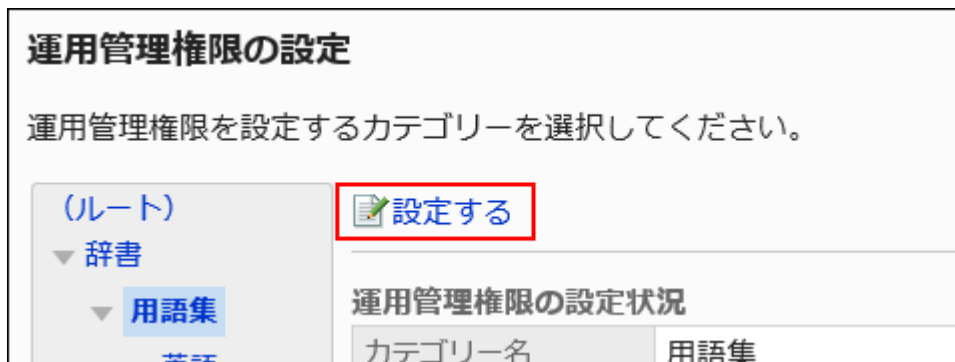 運用管理権限の設定
運用管理権限を設定するカテゴリーを選択してください。
(ルート)
辞書
用語集
英語
設定する
運用管理権限の設定状況
カテゴリー名 用語集